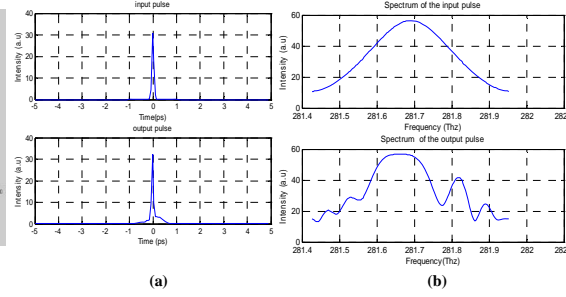 input pulse
Intensity (a.u)
40
30
20
10
0
-5 -4 -3 -2 -1 0 1 2 3 4 5
Time(ps)
output pulse
Intensity (a.u)
40
30
20
10
0
-5 -4 -3 -2 -1 0 1 2 3 4 5
Time (ps)
(a)
Spectrum of the input pulse
Intensity (a.u)
60
40
20
0
281.4 281.5 281.6 281.7 281.8 281.9 282 282
Frequency (Thz)
Spectrum of the output pulse
Intensity (a.u)
60
40
20
0
281.4 281.5 281.6 281.7 281.8 281.9 282 282
Frequency(Thz)
(b)